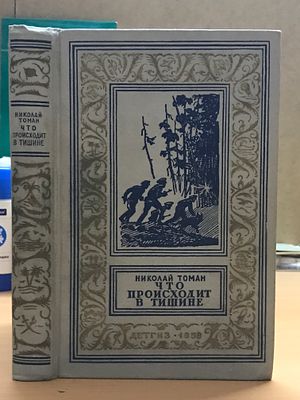 НИКОЛАЙ
ТОМАН
ЧТО
ПРОИСХОДИТ
В ТИШИНЕ
НИКОЛАЙ ТОМАН
ЧТО
ПРОИСХОДИТ
В ТИШИНЕ
ДЕТГИЗ · 1959